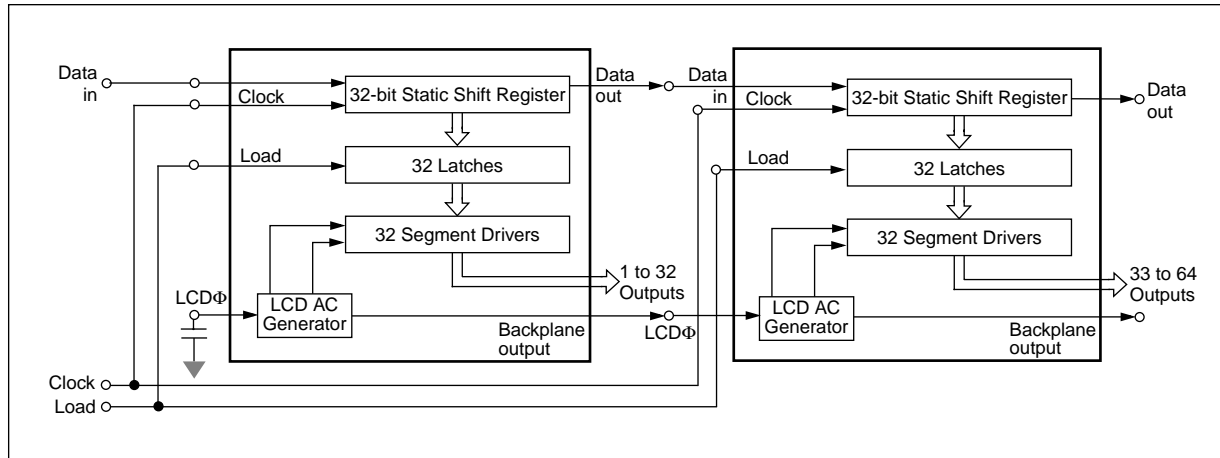 Data
in
Clock
Load
LCDΦ
32-bit Static Shift Register
32 Latches
32 Segment Drivers
LCD AC
Generator
Data
out
1 to 32
Outputs
Backplane
output
LCDΦ
Data
in
Clock
Load
32-bit Static Shift Register
32 Latches
32 Segment Drivers
LCD AC
Generator
Data
out
33 to 64
Outputs
Backplane
output
Clock
Load